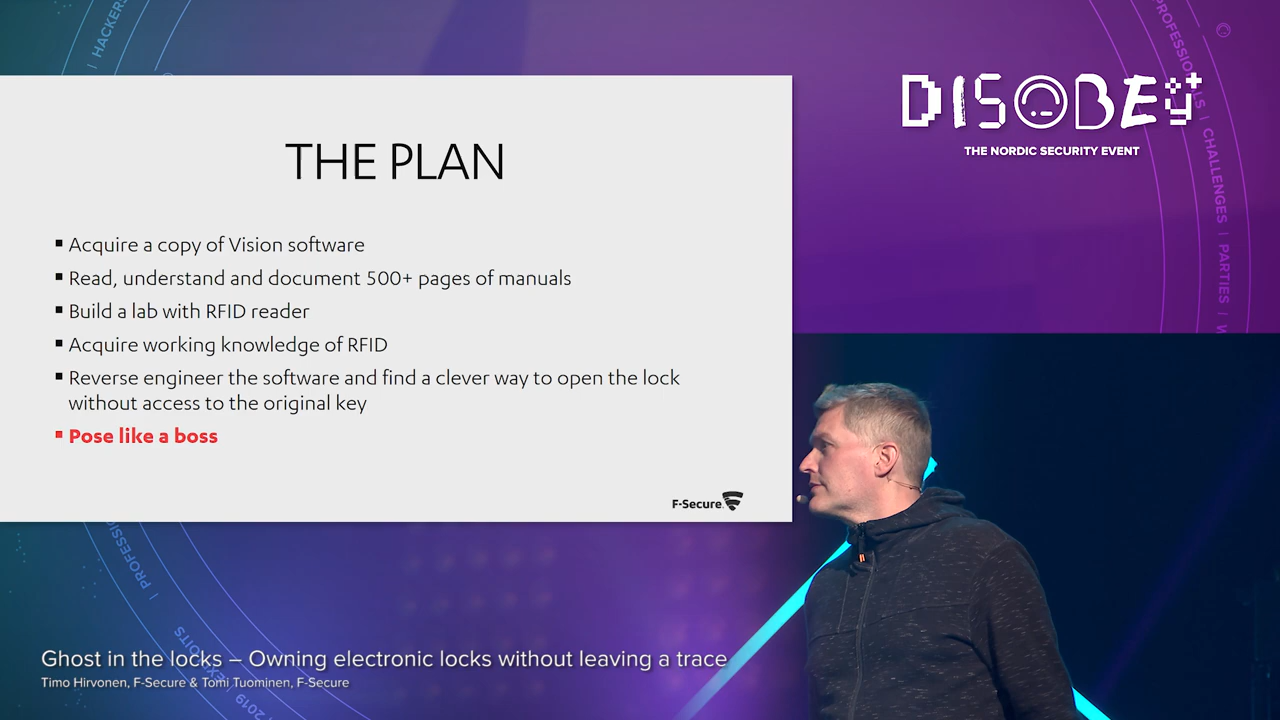 HACKERS
PROFESSIONALS | CHALLENGES | PARTIES /
DISOBEY
THE NORDIC SECURITY EVENT
THE PLAN
Acquire a copy of Vision software
Read, understand and document 500+ pages of manuals
Build a lab with RFID reader
Acquire working knowledge of RFID
Reverse engineer the software and find a clever way to open the lock
without access to the original key
Pose like a boss
F-Secure.
Ghost in the locks – Owning electronic locks without leaving a trace
Timo Hirvonen, F-Secure & Tomi Tuominen, F-Secure
2019 / EXPLOITS